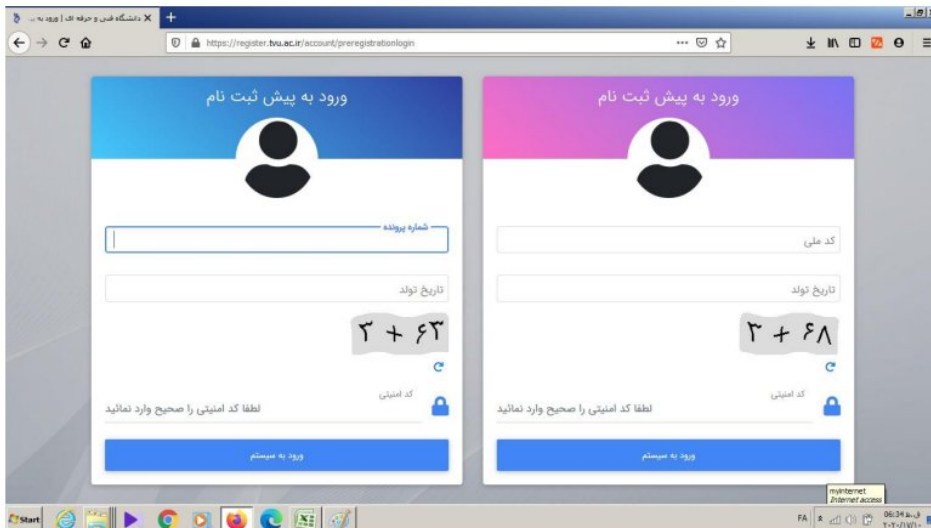 دانشگاه فنی و حرفه ای | ورود به ...
https://register.tvu.ac.ir/account/preregistrationlogin
ورود به پیش ثبت نام
کد ملی
تاریخ تولد
۳ + ۶۸
کد امنیتی
لطفا کد امنیتی را صحیح وارد نمائید
ورود به سیستم
ورود به پیش ثبت نام
شماره پرونده
تاریخ تولد
۳ + ۶۳
کد امنیتی
لطفا کد امنیتی را صحیح وارد نمائید
ورود به سیستم
myinternet
Internet access
Start
FA
06:34